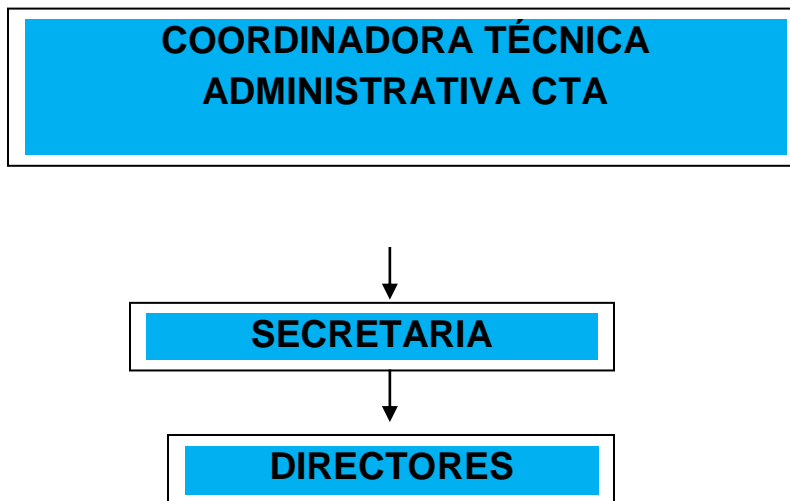 COORDINADORA TÉCNICA
ADMINISTRATIVA CTA
SECRETARIA
DIRECTORES